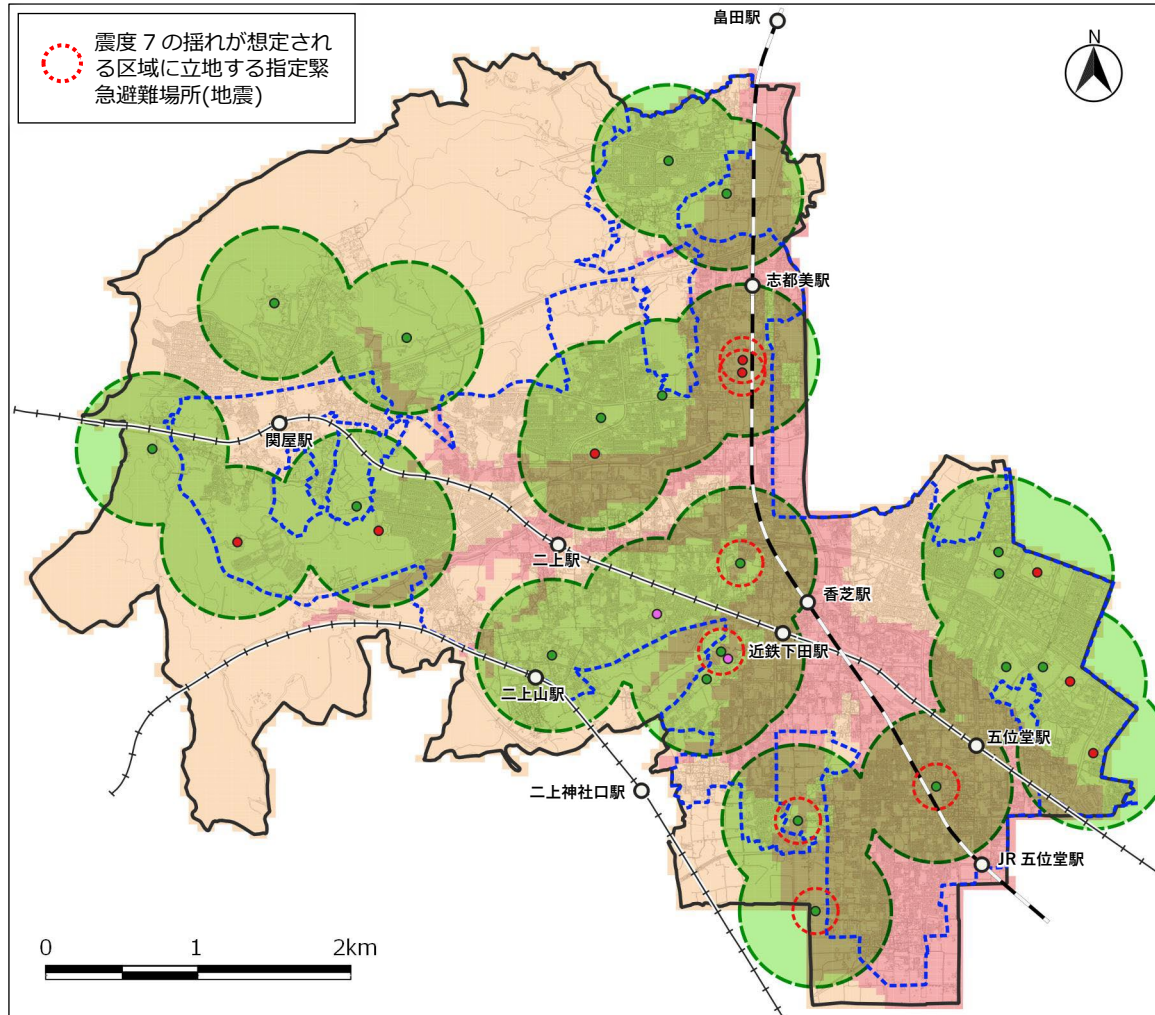 震度７の揺れが想定され
る区域に立地する指定緊
急避難場所(地震)
畠田駅
N
志都美駅
関屋駅
二上駅
香芝駅
近鉄下田駅
二上山駅
五位堂駅
二上神社口駅
JR 五位堂駅
0 1 2km